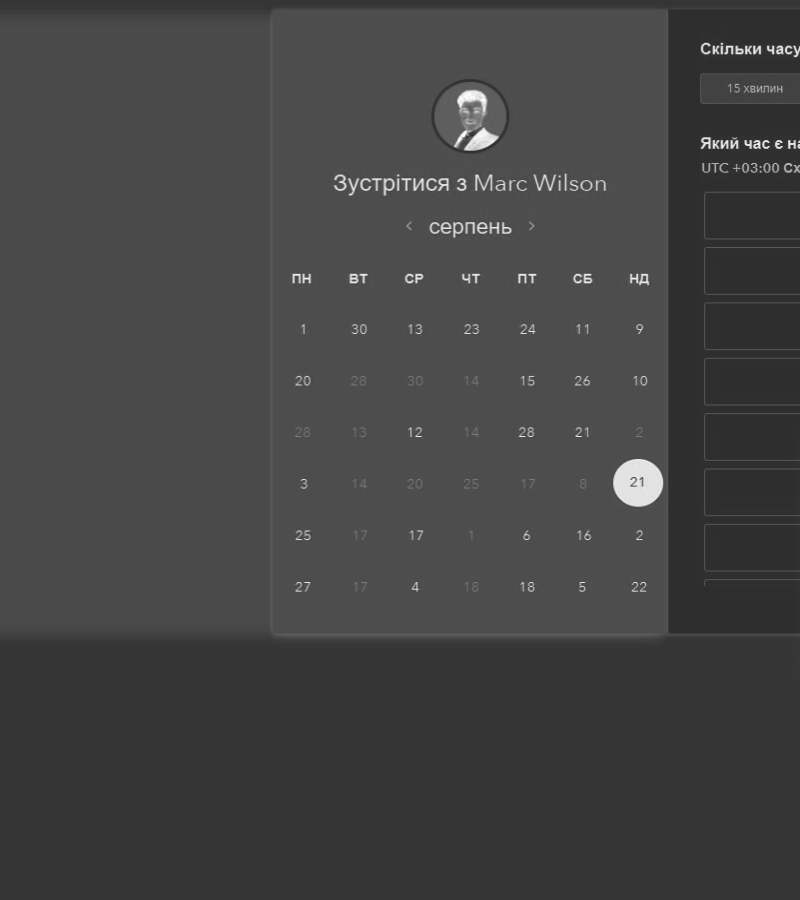 Скільки часу
15 хвилин
Зустрітися з Marc Wilson
серпень
ПН ВТ СР ЧТ ПТ СБ НД
1 30 13 23 24 11 9
20 28 30 14 15 26 10
28 13 12 14 28 21 2
3 14 20 25 17 8 21
25 17 17 1 6 16 2
27 17 4 18 18 5 22
Який час є
UTC +03:00